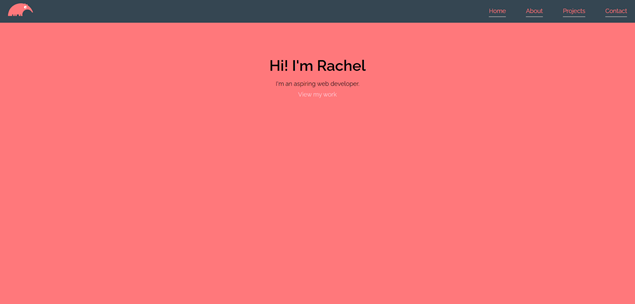 Home About Projects Contact
Hi! I'm Rachel
I'm an aspiring web developer.
View my work